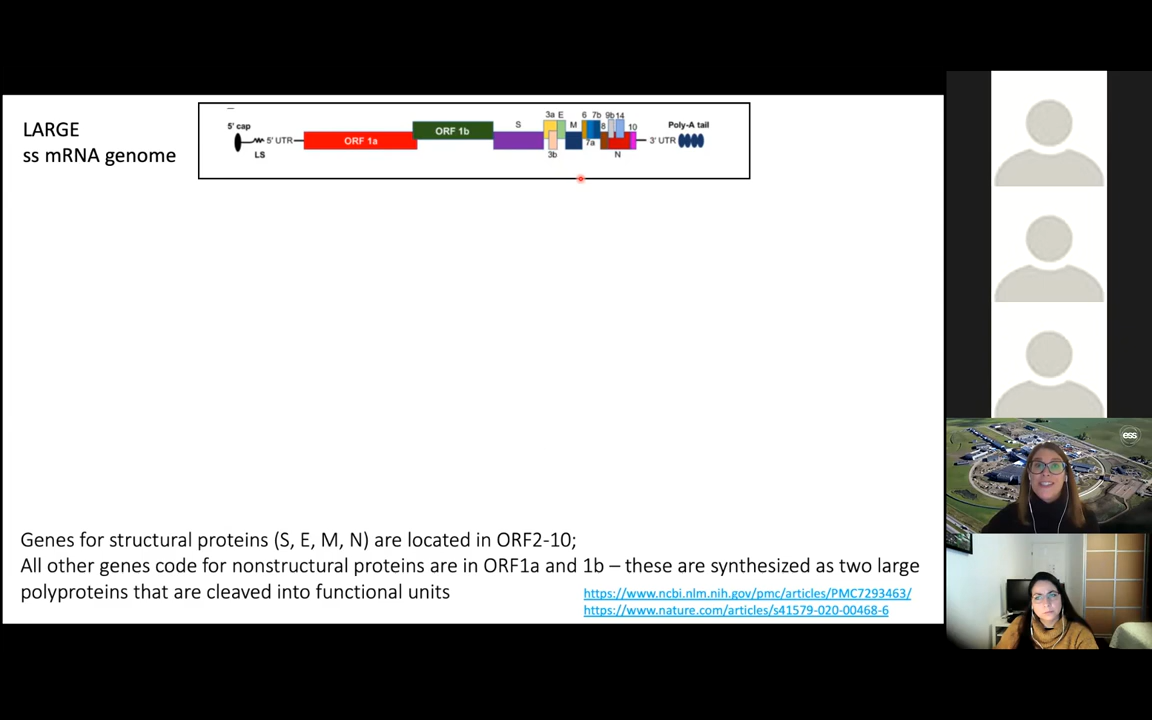 LARGE
ss mRNA genome
3a E 6 7b 9b 14
5' cap S M 8 10 Poly-A tail
5' UTR ORF 1a ORF 1b 7a 3' UTR
LS 3b N
Genes for structural proteins (S, E, M, N) are located in ORF2-10;
All other genes code for nonstructural proteins are in ORF1a and 1b – these are synthesized as two large
polyproteins that are cleaved into functional units
https://www.ncbi.nlm.nih.gov/pmc/articles/PMC7293463/
https://www.nature.com/articles/s41579-020-00468-6
ess